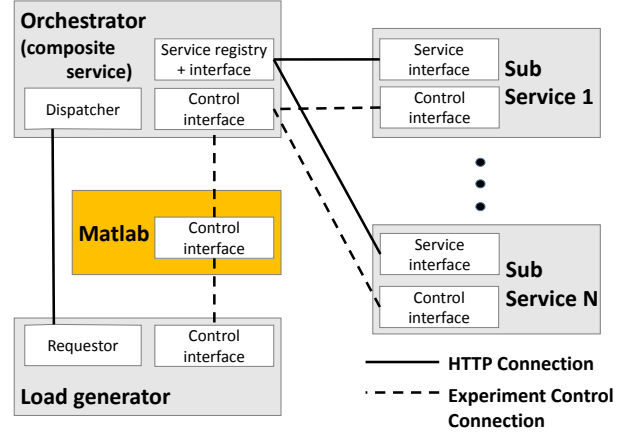 Orchestrator
(composite
service)
Service registry
+ interface
Dispatcher
Control
interface
Service
interface
Control
interface
Sub
Service 1
Matlab
Control
interface
Service
interface
Control
interface
Sub
Service N
Requestor
Control
interface
Load generator
HTTP Connection
Experiment Control
Connection